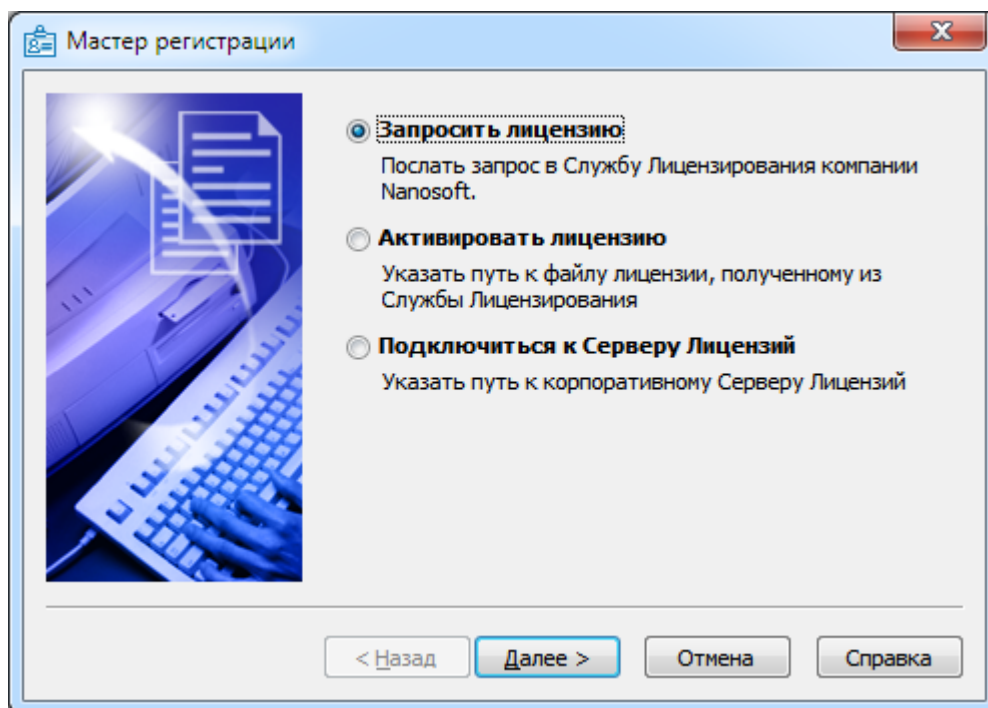 Мастер регистрации
Запросить лицензию
Послать запрос в Службу Лицензирования компании
Nanosoft.
Активировать лицензию
Указать путь к файлу лицензии, полученному из
Службы Лицензирования
Подключиться к Серверу Лицензий
Указать путь к корпоративному Серверу Лицензий
< Назад
Далее >
Отмена
Справка